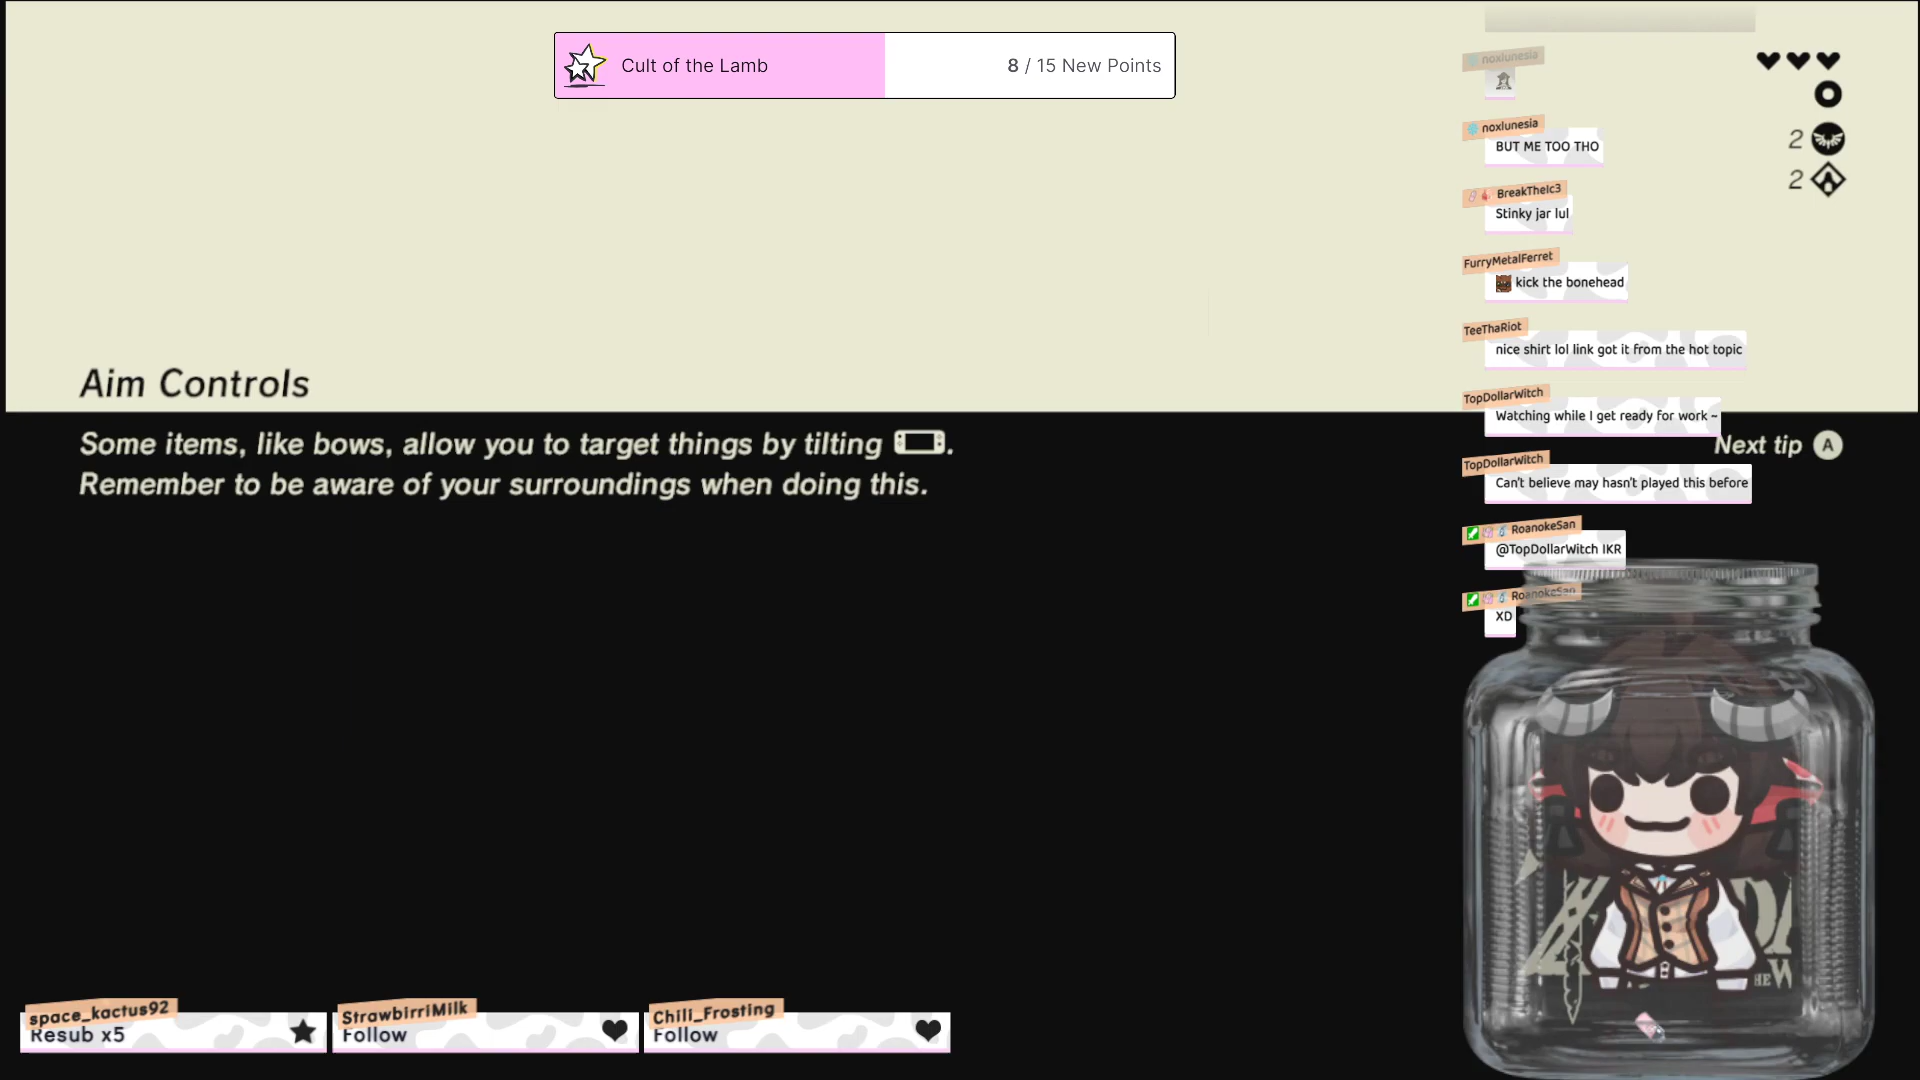 Cult of the Lamb
8 / 15 New Points
noxlunesia
noxlunesia
BUT ME TOO THO
2
BreakTheIc3
2
Stinky jar lul
FurryMetalFerret
kick the bonehead
TeeThaRiot
nice shirt lol link got it from the hot topic
Aim Controls
TopDollarWitch
Watching while I get ready for work ~
Some items, like bows, allow you to target things by tilting .
Next tip A
TopDollarWitch
Remember to be aware of your surroundings when doing this.
Can't believe may hasn't played this before
RoanokeSan
@TopDollarWitch IKR
RoanokeSan
XD
space_kactus92
Resub x5
StrawbirriMilk
Follow
Chili_Frosting
Follow